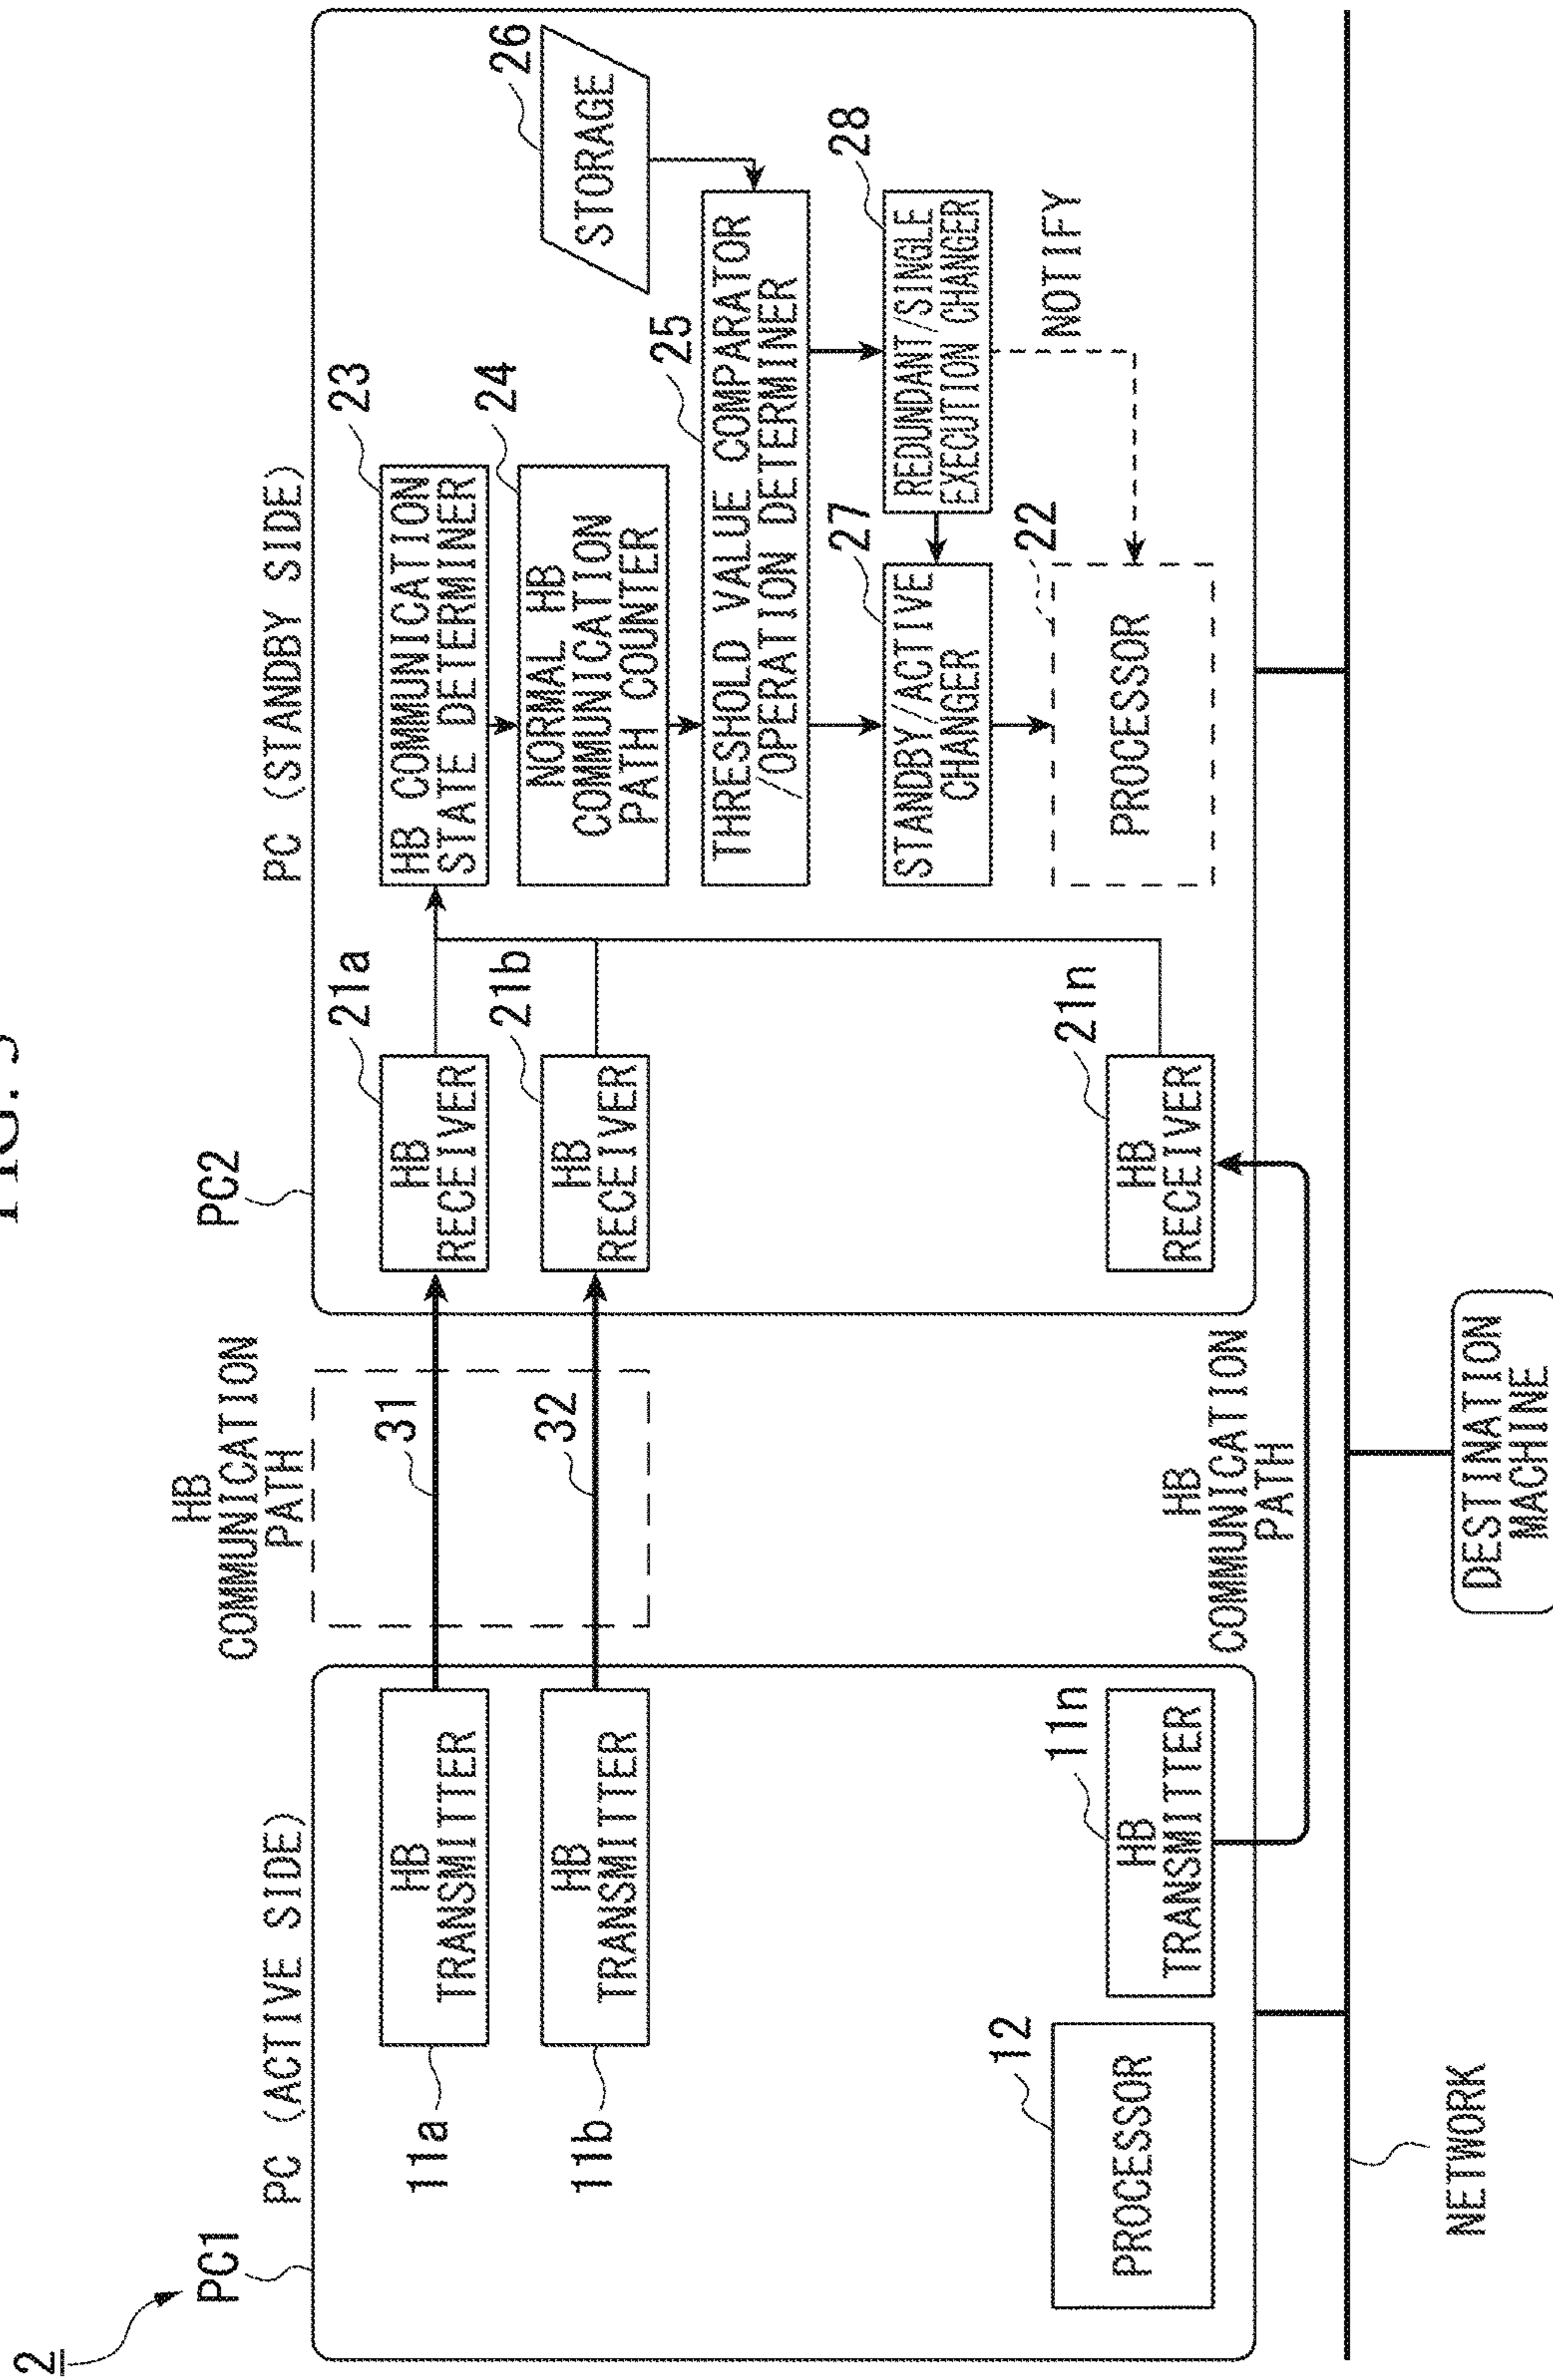 FIG. 3
2
PC1
PC (ACTIVE SIDE)
HB
TRANSMITTER
11a
HB
TRANSMITTER
11b
HB
TRANSMITTER
11n
PROCESSOR
12
HB
COMMUNICATION
PATH
31
32
HB
COMMUNICATION
PATH
PC2
PC (STANDBY SIDE)
HB
RECEIVER
21a
HB
RECEIVER
21b
HB
RECEIVER
21n
HB COMMUNICATION
STATE DETERMINER
23
NORMAL HB
COMMUNICATION
PATH COUNTER
24
THRESHOLD VALUE COMPARATOR
/OPERATION DETERMINER
25
STORAGE
26
STANDBY/ACTIVE
CHANGER
27
REDUNDANT/SINGLE
EXECUTION CHANGER
28
NOTIFY
PROCESSOR
22
NETWORK
DESTINATION
MACHINE